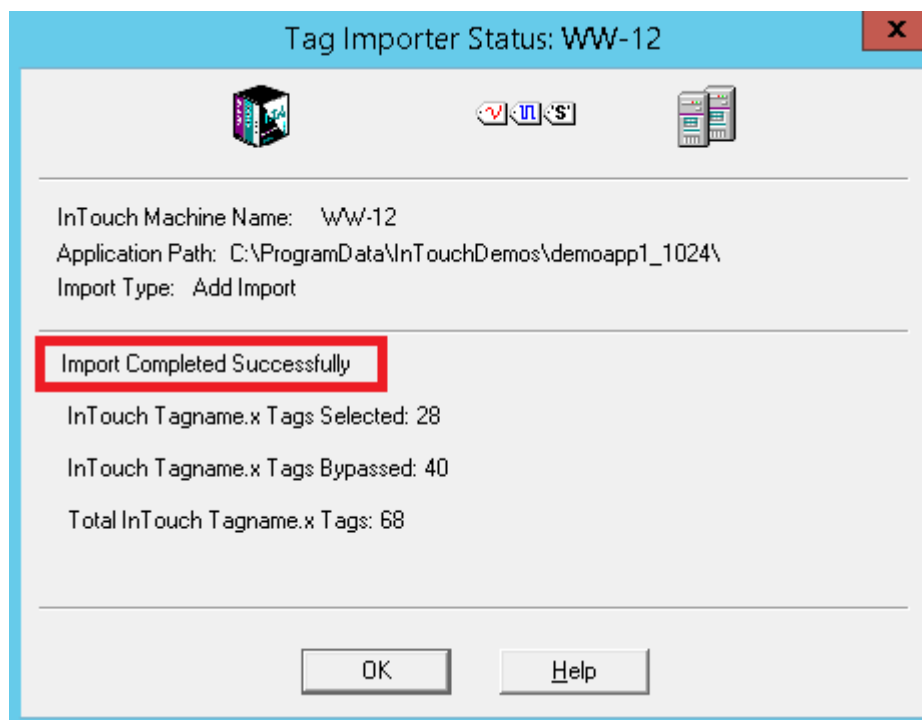 Tag Importer Status: WW-12
x
'S'
InTouch Machine Name: WW-12
Application Path: C:\ProgramData\InTouchDemos\demoapp1_1024\
Import Type: Add Import
Import Completed Successfully
InTouch Tagname.x Tags Selected: 28
InTouch Tagname.x Tags Bypassed: 40
Total InTouch Tagname.x Tags: 68
OK
Help